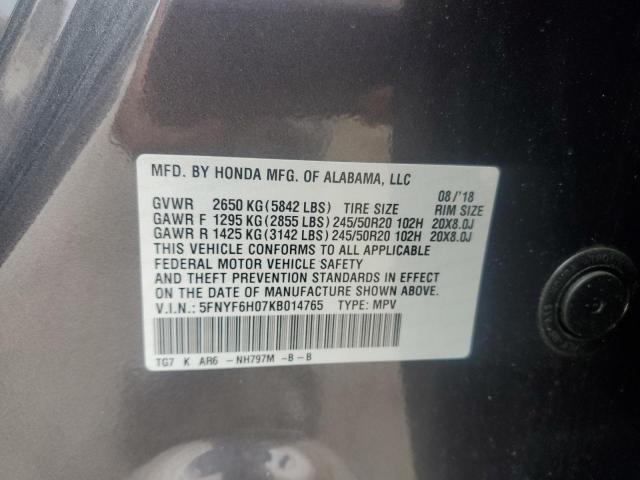 MFD. BY HONDA MFG. OF ALABAMA, LLC
08/'18
GVWR 2650 KG(5842 LBS) TIRE SIZE RIM SIZE
GAWR F 1295 KG(2855 LBS)245/50R20 102H 20X8.0J
GAWR R 1425 KG(3142 LBS)245/50R20 102H 20X8.0J
THIS VEHICLE CONFORMS TO ALL APPLICABLE
FEDERAL MOTOR VEHICLE SAFETY
AND THEFT PREVENTION STANDARDS IN EFFECT
ON THE DATE OF MANUFACTURE SHOWN ABOVE.
V.I.N.: 5FNYF6H07KB014765 TYPE: MPV
TG7 K AR6 -NH797M -B-B